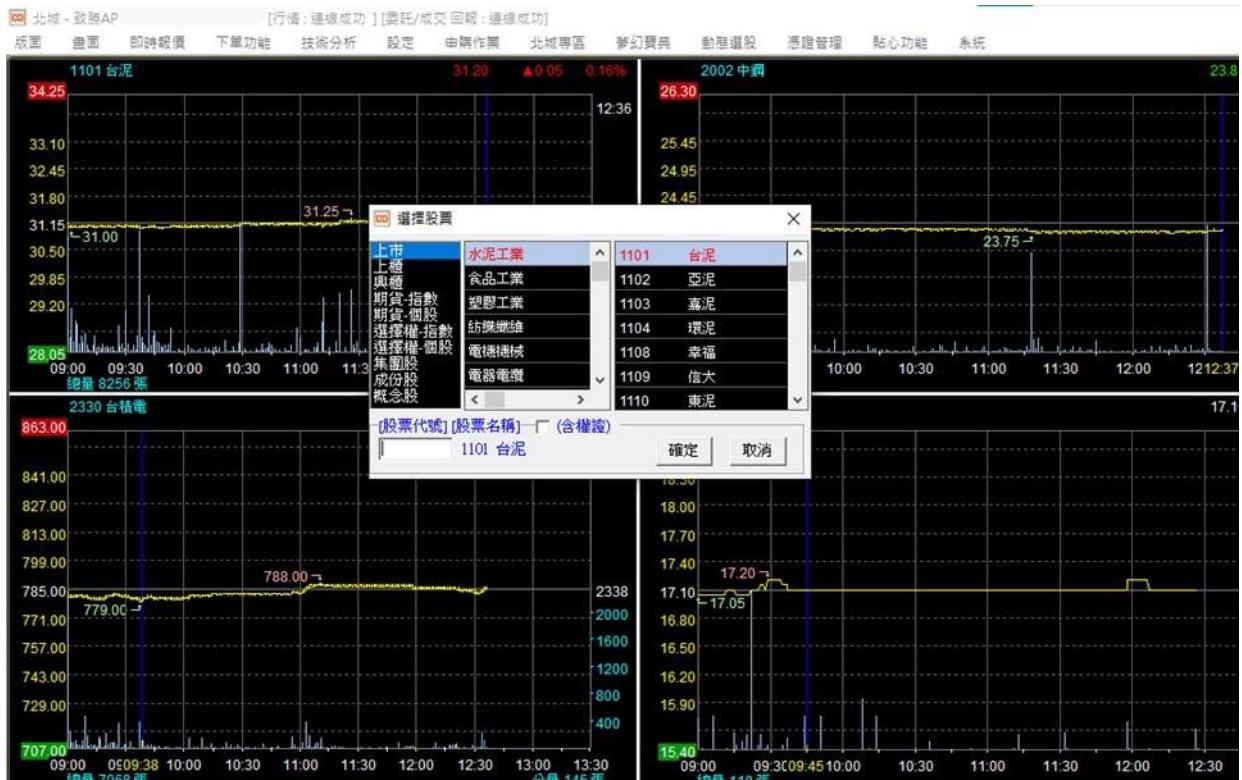 北城 - 致勝AP [行情 : 連線成功 ] [委託/成交 回報 : 連線成功]
版面 畫面 即時報價 下單功能 技術分析 設定 申購作業 北城專區 夢幻寶典 動態選股 憑證管理 貼心功能 系統
1101 台泥 31.20 ▲0.05 0.16%
34.25
33.10
32.45
31.80
31.15
30.50
29.85
29.20
28.05
31.25
31.00
12:36
09:00 09:30 10:00 10:30 11:00 11:3
總量 8256 張
2002 中鋼 23.8
26.30
25.45
24.95
24.45
23.75
10:00 10:30 11:00 11:30 12:00 12 12:37
選擇股票
上市
上櫃
興櫃
期貨-指數
期貨-個股
選擇權-指數
選擇權-個股
集團股
成份股
概念股
水泥工業
食品工業
塑膠工業
紡織纖維
電機機械
電器電纜
1101 台泥
1102 亞泥
1103 嘉泥
1104 環泥
1108 幸福
1109 信大
1110 東泥
[股票代號] [股票名稱] (含權證)
1101 台泥
確定 取消
2330 台積電
863.00
841.00
827.00
813.00
799.00
785.00
771.00
757.00
743.00
729.00
707.00
788.00
779.00
2338
2000
1600
1200
800
400
09:00 09:38 10:00 10:30 11:00 11:30 12:00 12:30 13:00 13:30
總量 7068 張 分量 145 張
17.1
18.30
18.00
17.70
17.40
17.10
16.80
16.50
16.20
15.90
15.40
17.20
17.05
09:00 09:30 09:45 10:00 10:30 11:00 11:30 12:00 12:30
總量 118 張